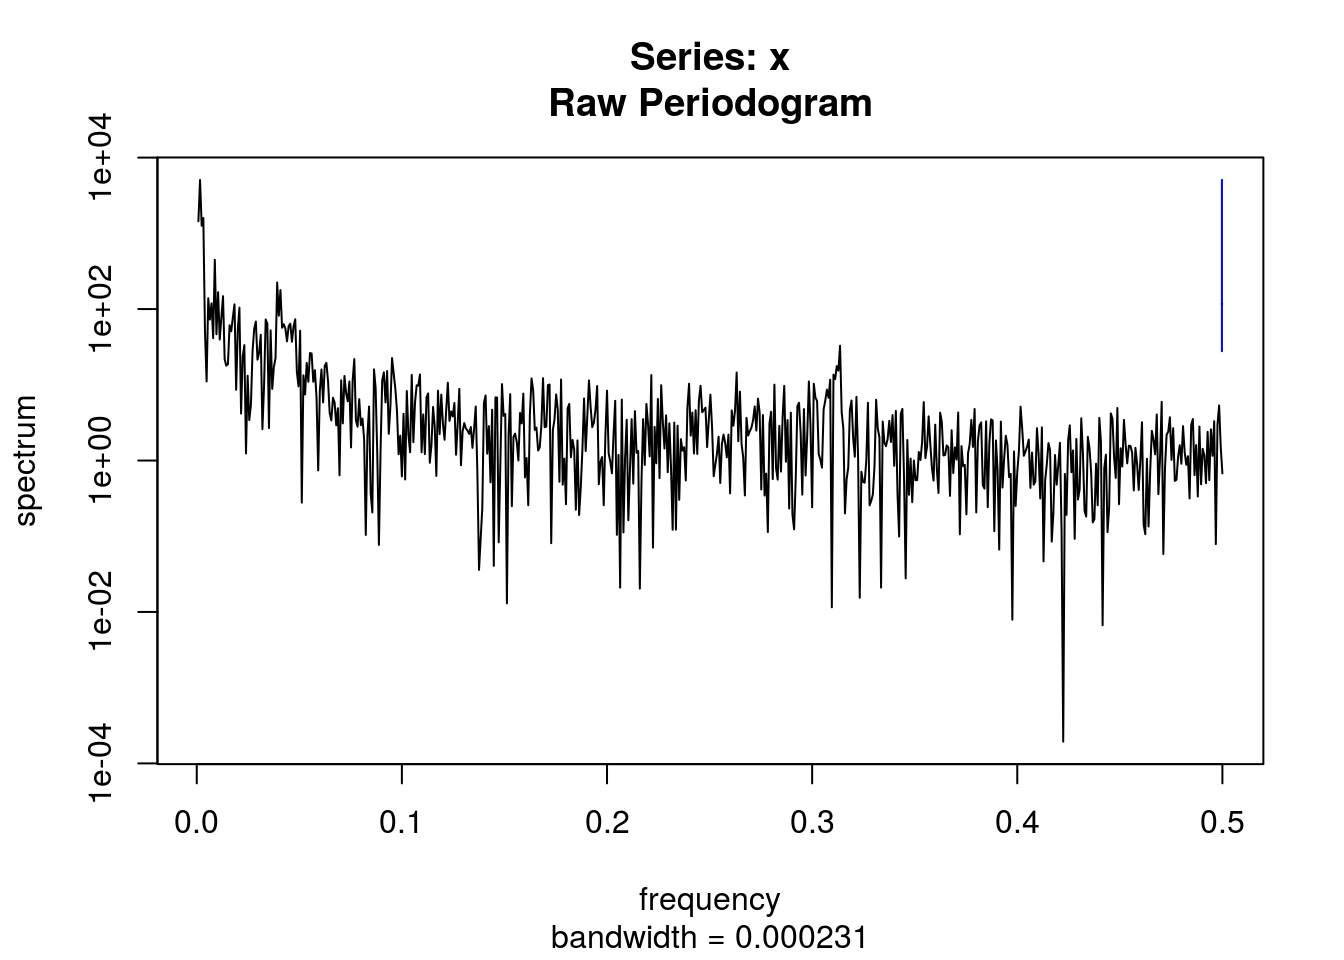 Series: x
Raw Periodogram
1e+04
1e+02
1e+00
1e-02
1e-04
spectrum
0.0 0.1 0.2 0.3 0.4 0.5
frequency
bandwidth = 0.000231